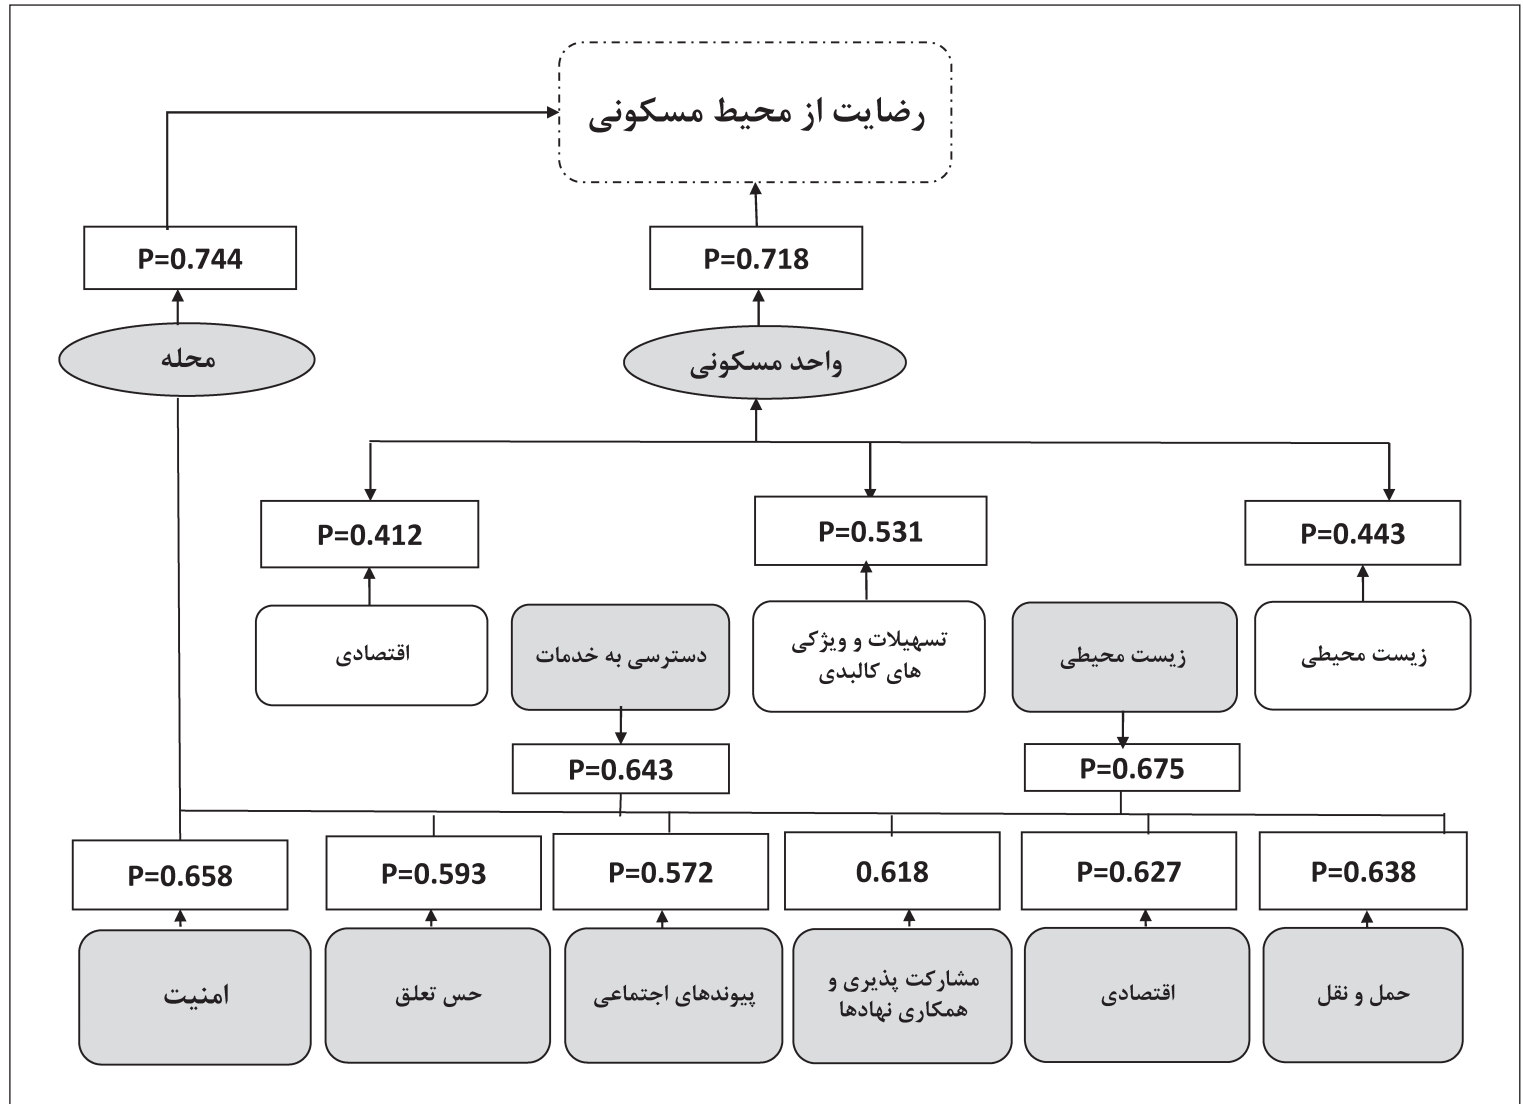 رضایت از محیط مسکونی
P=0.744
P=0.718
محله
واحد مسکونی
P=0.412
P=0.531
P=0.443
اقتصادی
دسترسی به خدمات
تسهیلات و ویژگی
های کالبدی
زیست محیطی
زیست محیطی
P=0.643
P=0.675
P=0.658
P=0.593
P=0.572
0.618
P=0.627
P=0.638
امنیت
حس تعلق
پیوندهای اجتماعی
مشارکت پذیری و
همکاری نهادها
اقتصادی
حمل و نقل